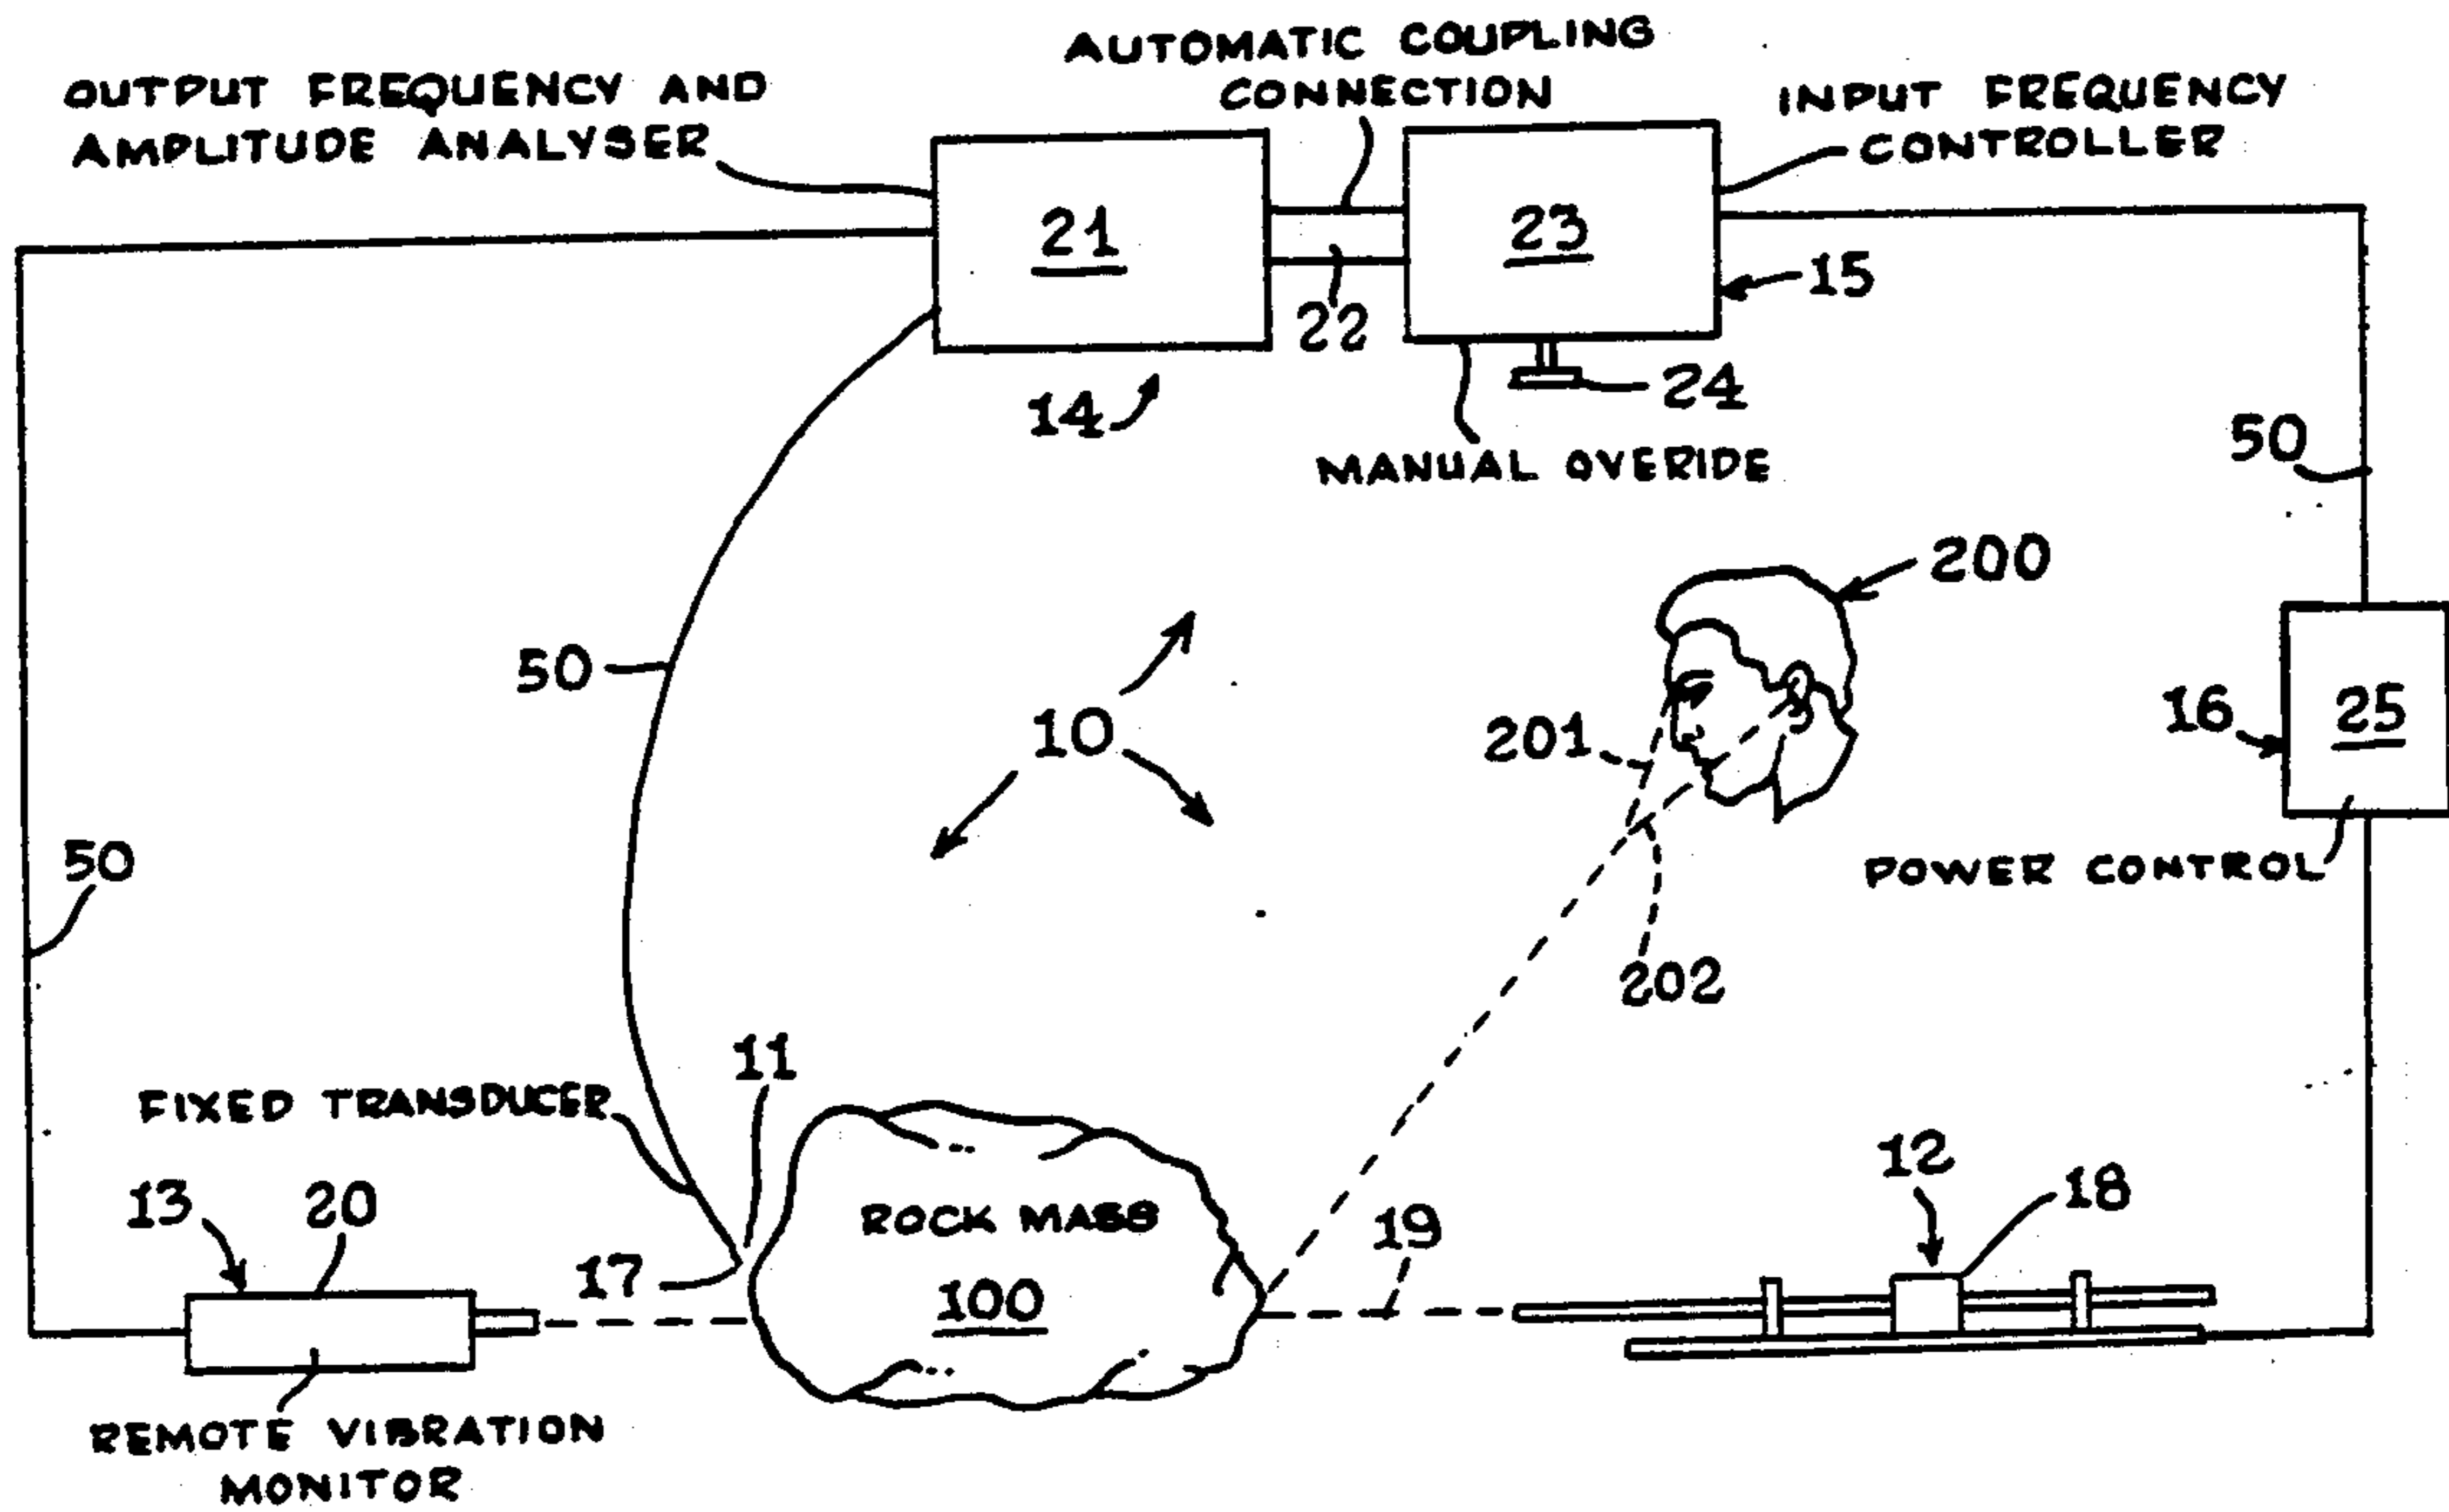 AUTOMATIC COUPLING
CONNECTION
OUTPUT FREQUENCY AND
AMPLITUDE ANALYSER
INPUT FREQUENCY
CONTROLLER
21
23
15
22
24
14
MANUAL OVERIDE
50
200
50
10
201
16
25
50
POWER CONTROL
202
11
FIXED TRANSDUCER
12
18
13
20
ROCK MASS
19
17
100
REMOTE VIBRATION
MONITOR